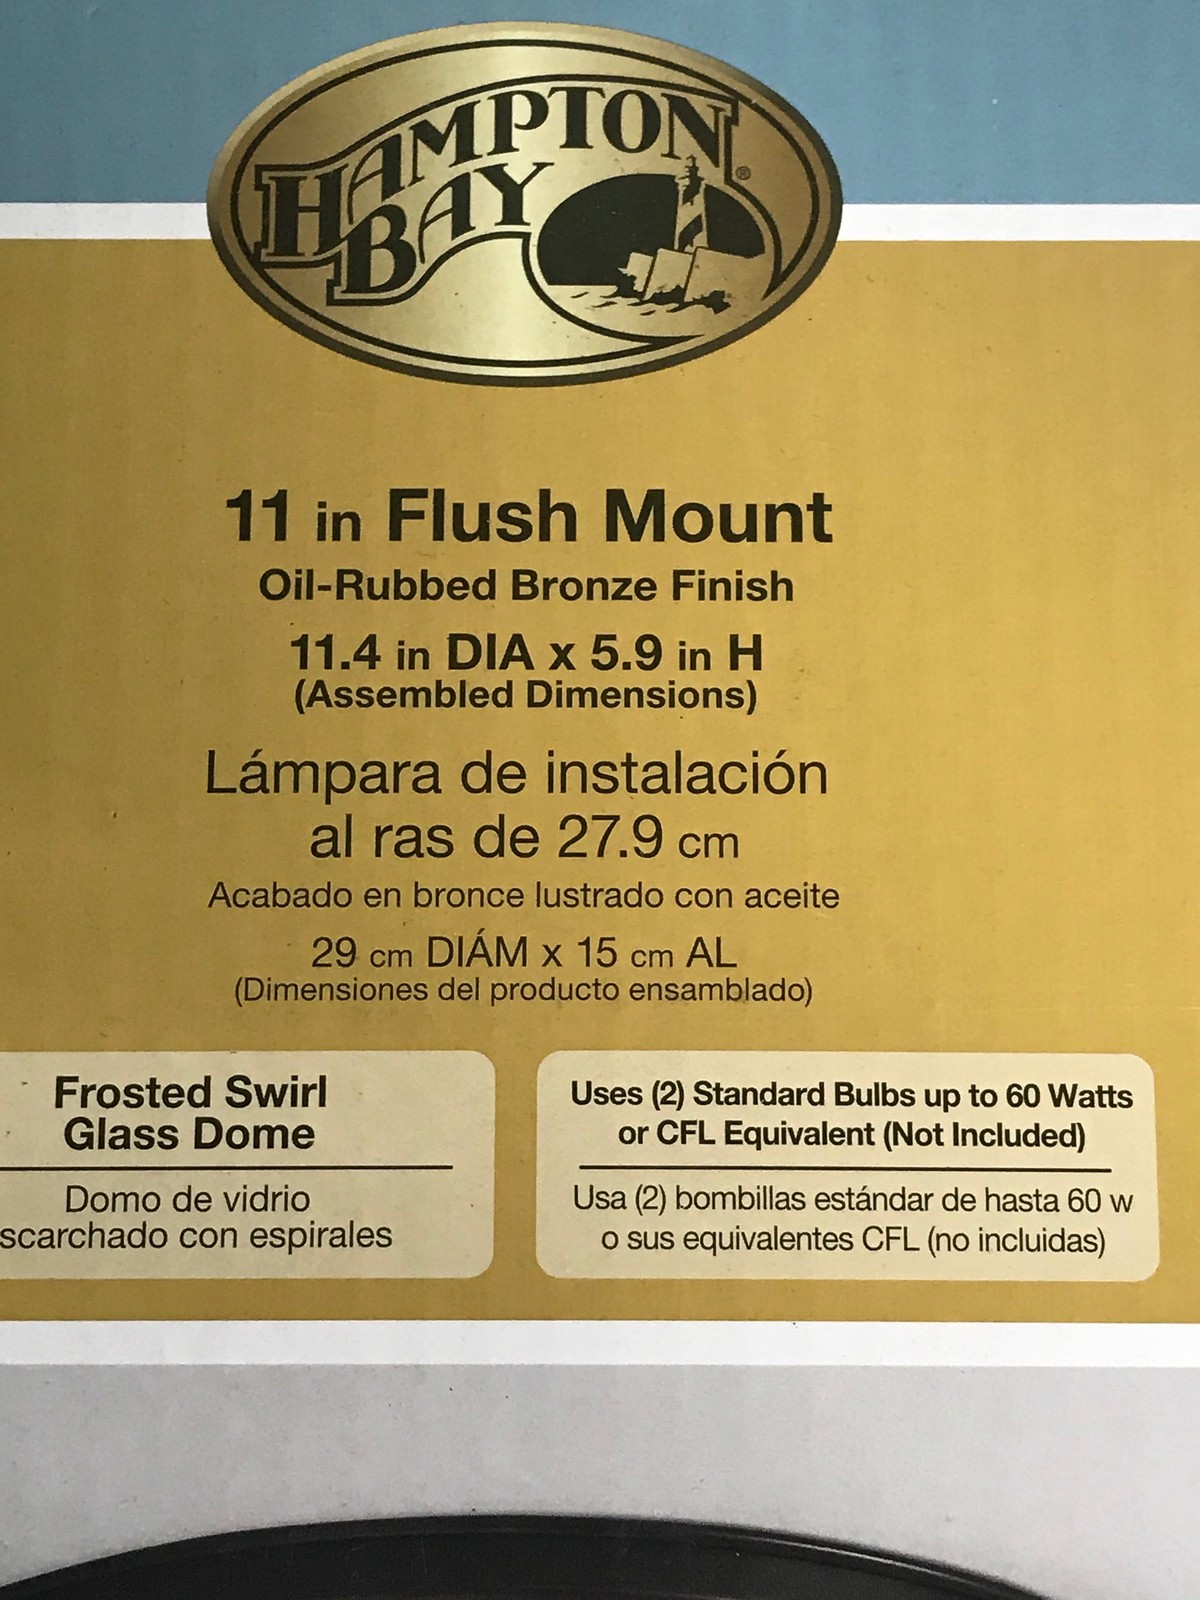 HAMPTON
BAY
®
11 in Flush Mount
Oil-Rubbed Bronze Finish
11.4 in DIA x 5.9 in H
(Assembled Dimensions)
Lámpara de instalación
al ras de 27.9 cm
Acabado en bronce lustrado con aceite
29 cm DIÁM x 15 cm AL
(Dimensiones del producto ensamblado)
Frosted Swirl
Glass Dome
Domo de vidrio
scarchado con espirales
Uses (2) Standard Bulbs up to 60 Watts
or CFL Equivalent (Not Included)
Usa (2) bombillas estándar de hasta 60 w
o sus equivalentes CFL (no incluidas)